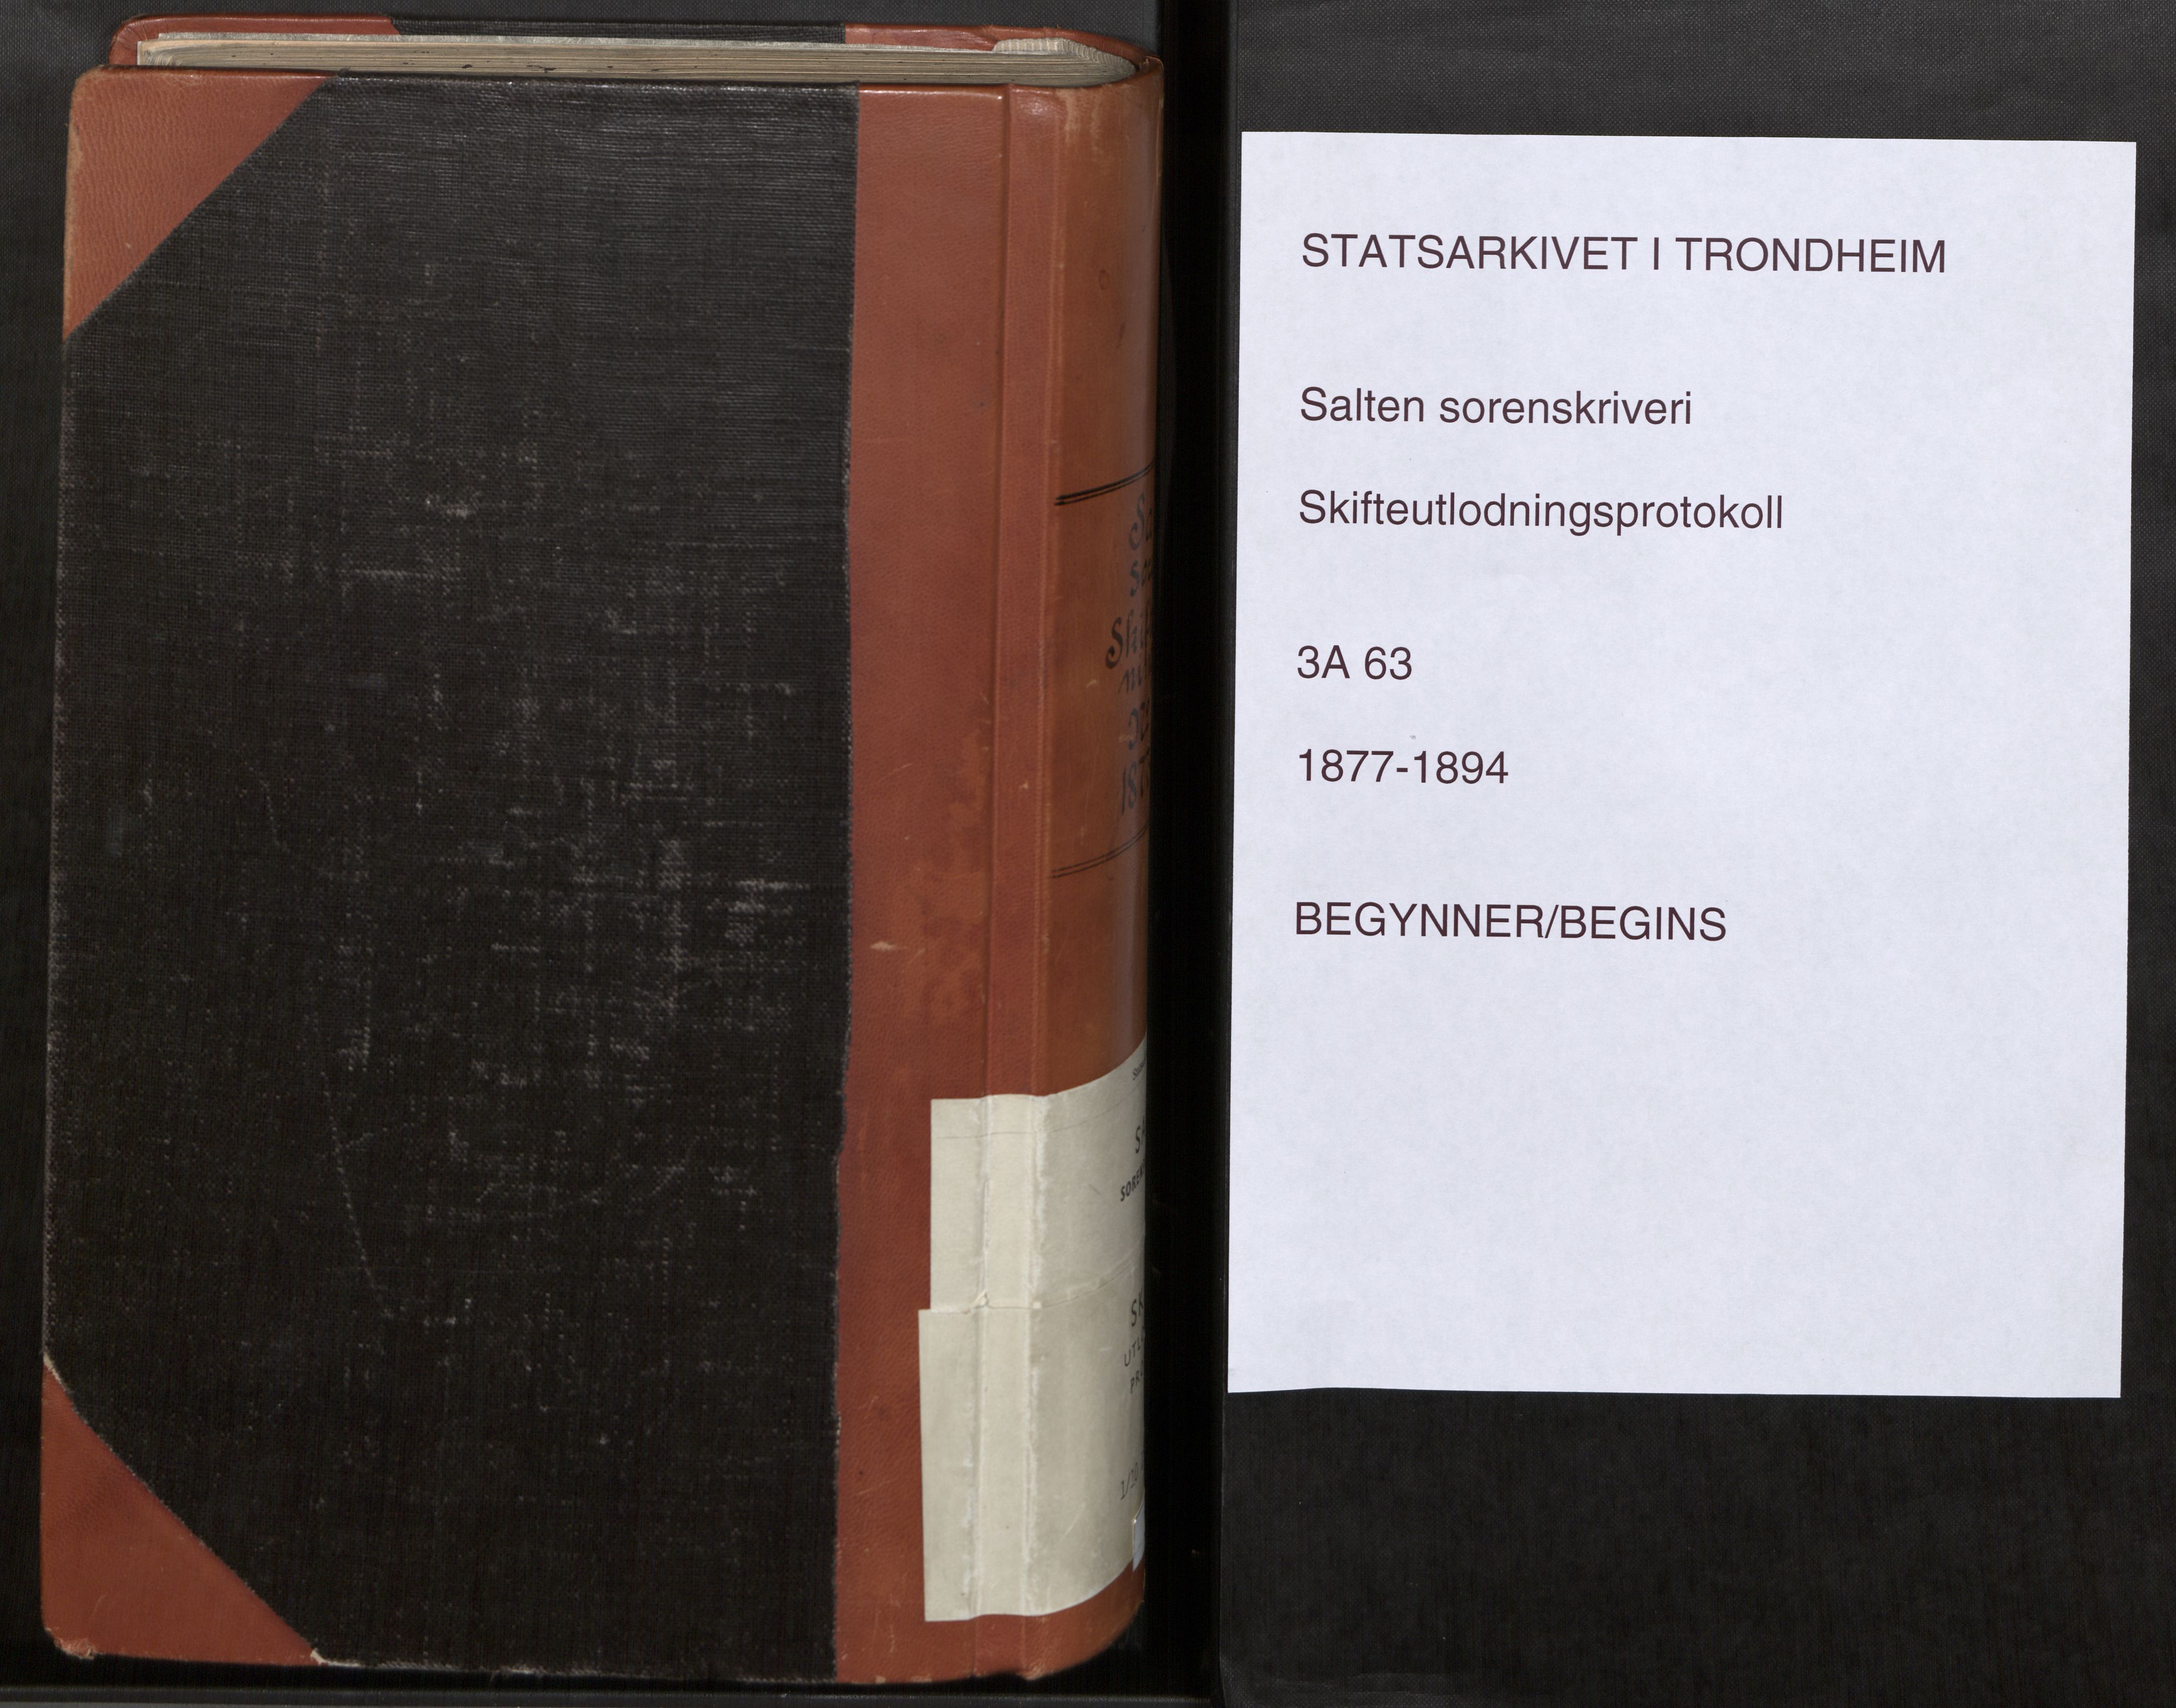 STATSARKIVET I TRONDHEIM
Salten sorenskriveri
Skifteutlodningsprotokoll
3A 63
1877-1894
BEGYNNER/BEGINS